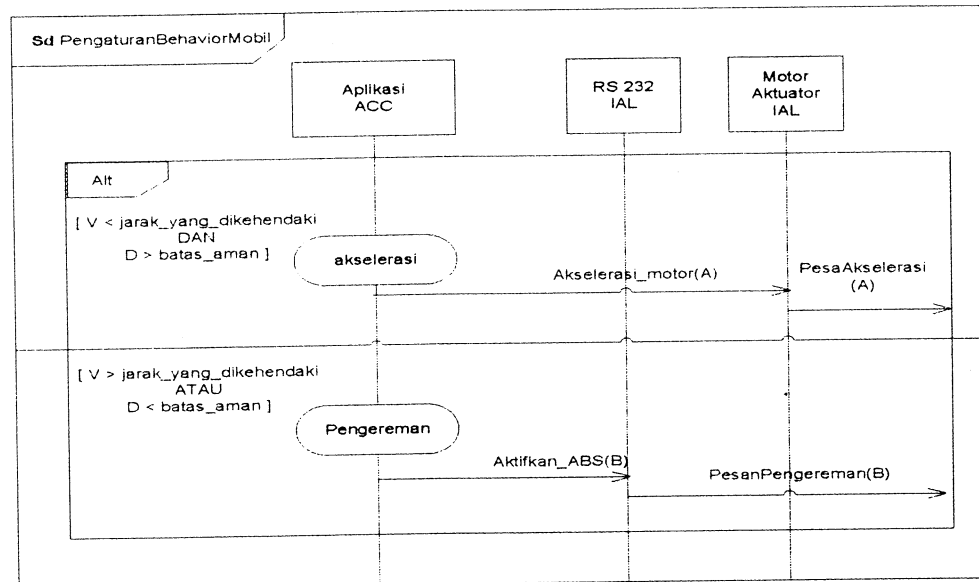 Sd PengaturanBehaviorMobil
Aplikasi
ACC
RS 232
IAL
Motor
Aktuator
IAL
Alt
[ V < jarak_yang_dikehendaki
DAN
D > batas_aman ]
akselerasi
Akselerasi_motor(A)
PesaAkselerasi
(A)
[ V > jarak_yang_dikehendaki
ATAU
D < batas_aman ]
Pengereman
Aktifkan_ABS(B)
PesanPengereman(B)